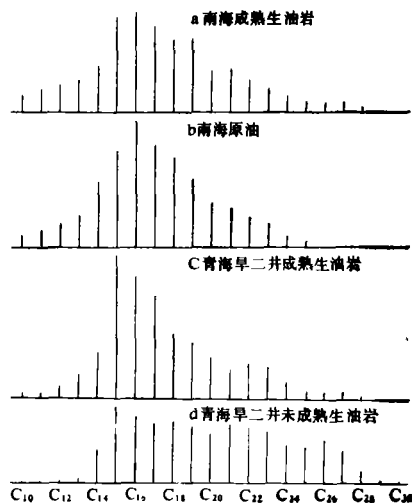 a南海成熟生油岩
b南海原油
C青海旱二井成熟生油岩
d青海旱二井未成熟生油岩
C₁₀ C₁₂ C₁₄ C₁₆ C₁₈ C₂₀ C₂₂ C₂₄ C₂₆ C₂₈ C₃₀